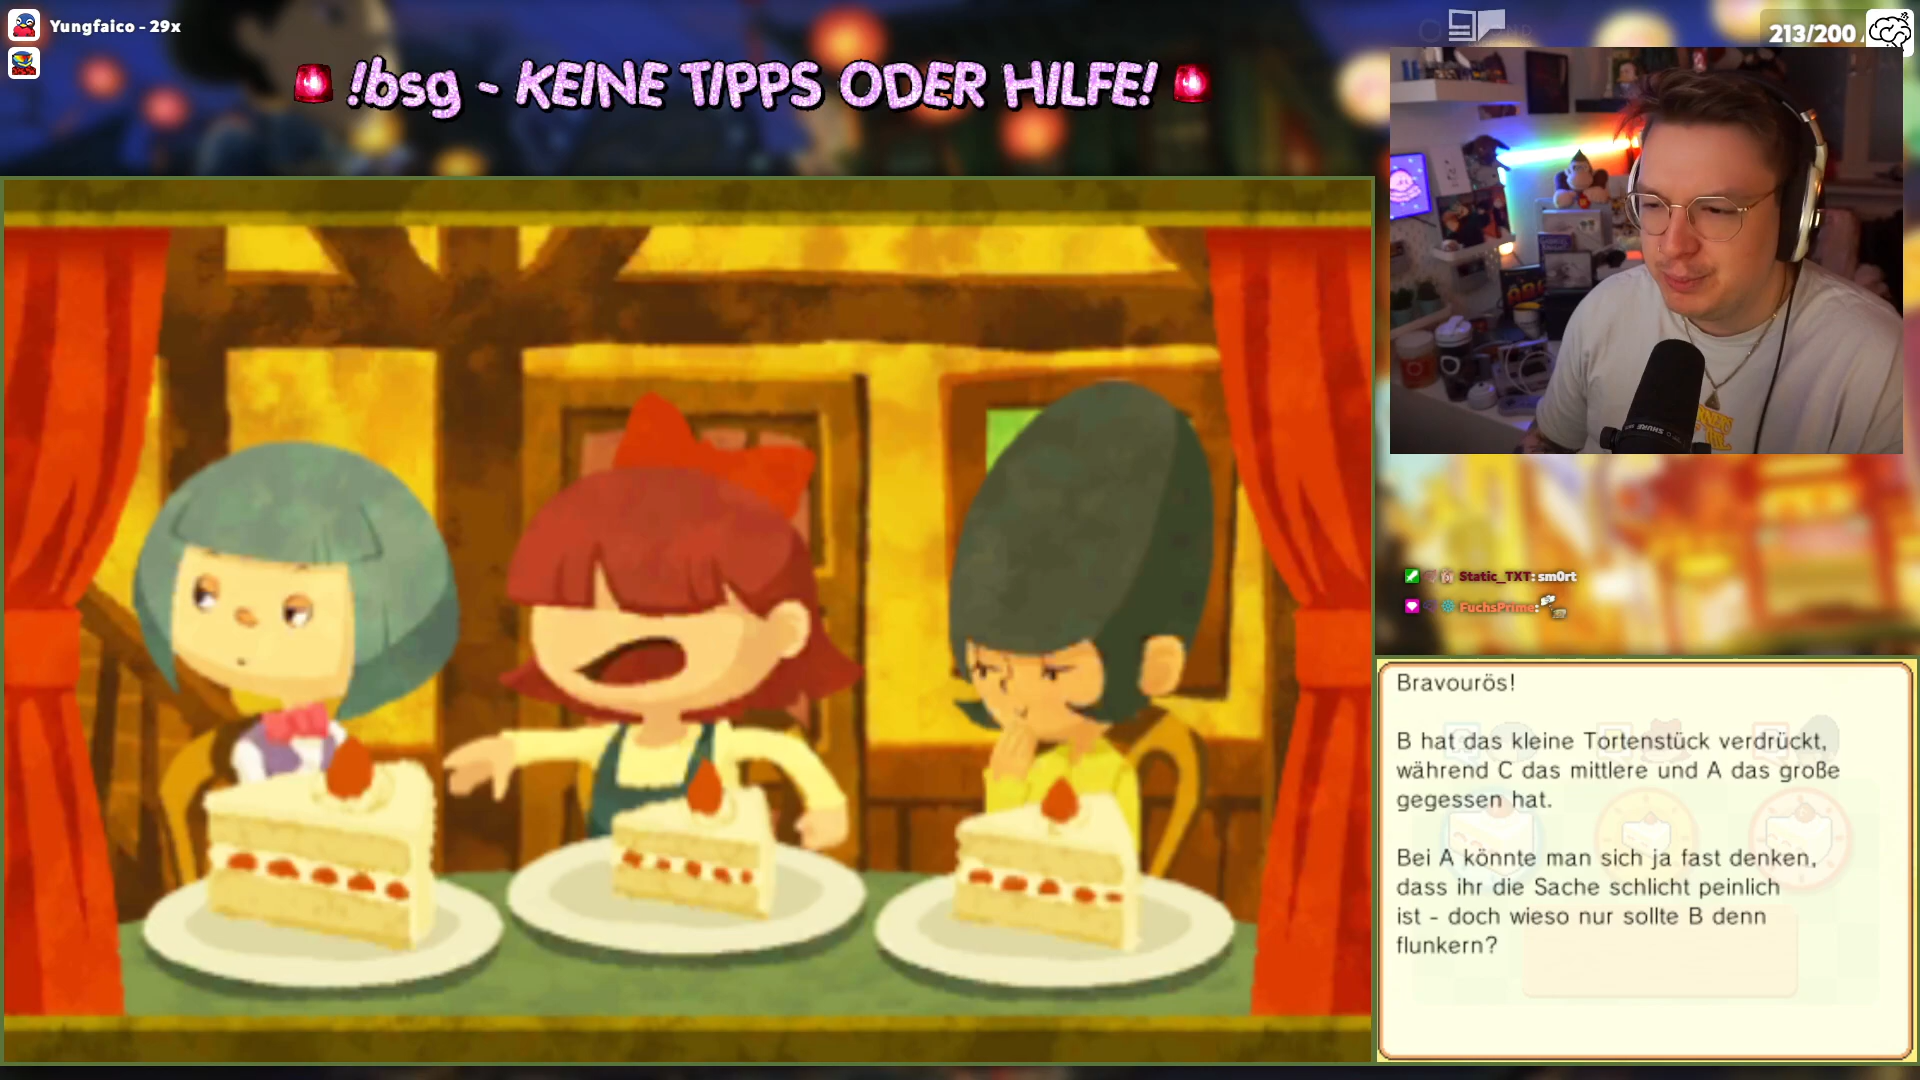 Yungfaico - 29x
!bsg - KEINE TIPPS ODER HILFE!
213/200
Static_TXT: sm0rt
FuchsPrime:
Bravourös!
B hat das kleine Tortenstück verdrückt,
während C das mittlere und A das große
gegessen hat.
Bei A könnte man sich ja fast denken,
dass ihr die Sache schlicht peinlich
ist - doch wieso nur sollte B denn
flunkern?